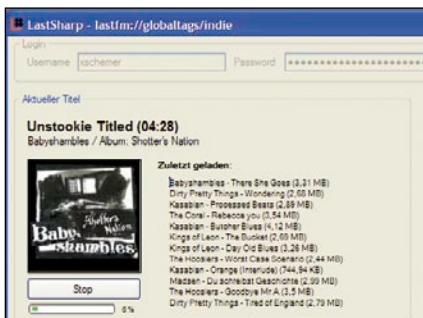 LastSharp - lastfm://globaltags/indie
Login
Username xschemer Password ●●●●●●●●●●●●●●●●
Aktueller Titel
Unstookie Titled (04:28)
Babyshambles / Album: Shotter's Nation
Zuletzt geladen:
Babyshambles - There She Goes (3,31 MB)
Dirty Pretty Things - Wondering (2,68 MB)
Kasabian - Processed Beats (2,89 MB)
The Coral - Rebecca you (3,54 MB)
Kasabian - Butcher Blues (4,12 MB)
Kings of Leon - The Bucket (2,69 MB)
Kings of Leon - Day Old Blues (3,26 MB)
The Hoosiers - Worst Case Scenario (2,44 MB)
Kasabian - Orange (Interlude) (744,94 KB)
Madsen - Du schreibst Geschichte (2,99 MB)
The Hoosiers - Goodbye Mr.A (3,5 MB)
Dirty Pretty Things - Tired of England (2,79 MB)
Shotter's
Nation
Baby
shambles
Stop
6 %